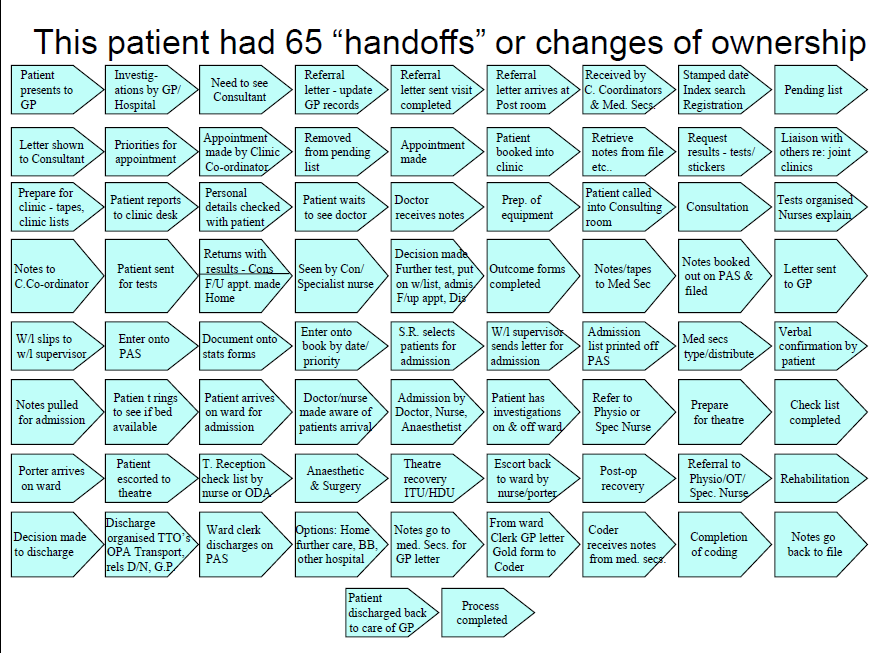 This patient had 65 “handoffs” or changes of ownership
Patient
presents to
GP
Investig-
ations by GP/
Hospital
Need to see
Consultant
Referral
letter - update
GP records
Referral
letter sent visit
completed
Referral
letter arrives at
Post room
Received by
C. Coordinators
& Med. Secs.
Stamped date
Index search
Registration
Pending list
Letter shown
to Consultant
Priorities for
appointment
Appointment
made by Clinic
Co-ordinator
Removed
from pending
list
Appointment
made
Patient
booked into
clinic
Retrieve
notes from file
etc..
Request
results - tests/
stickers
Liaison with
others re: joint
clinics
Prepare for
clinic - tapes,
clinic lists
Patient reports
to clinic desk
Personal
details checked
with patient
Patient waits
to see doctor
Doctor
receives notes
Prep. of
equipment
Patient called
into Consulting
room
Consultation
Tests organised
Nurses explain
Notes to
C.Co-ordinator
Patient sent
for tests
Returns with
results - Cons
F/U appt. made
Home
Seen by Con/
Specialist nurse
Decision made
Further test, put
on w/list, admis
F/up appt, Dis
Outcome forms
completed
Notes/tapes
to Med Sec
Notes booked
out on PAS &
filed
Letter sent
to GP
W/l slips to
w/l supervisor
Enter onto
PAS
Document onto
stats forms
Enter onto
book by date/
priority
S.R. selects
patients for
admission
W/l supervisor
sends letter for
admission
Admission
list printed off
PAS
Med secs
type/distribute
Verbal
confirmation by
patient
Notes pulled
for admission
Patien t rings
to see if bed
available
Patient arrives
on ward for
admission
Doctor/nurse
made aware of
patients arrival
Admission by
Doctor, Nurse,
Anaesthetist
Patient has
investigations
on & off ward
Refer to
Physio or
Spec Nurse
Prepare
for theatre
Check list
completed
Porter arrives
on ward
Patient
escorted to
theatre
T. Reception
check list by
nurse or ODA
Anaesthetic
& Surgery
Theatre
recovery
ITU/HDU
Escort back
to ward by
nurse/porter
Post-op
recovery
Referral to
Physio/OT/
Spec. Nurse
Rehabilitation
Decision made
to discharge
Discharge
organised TTO's
OPA Transport,
rels D/N, G.P.
Ward clerk
discharges on
PAS
Options: Home
further care, BB,
other hospital
Notes go to
med. Secs. for
GP letter
From ward
Clerk GP letter
Gold form to
Coder
Coder
receives notes
from med. secs.
Completion
of coding
Notes go
back to file
Patient
discharged back
to care of GP
Process
completed